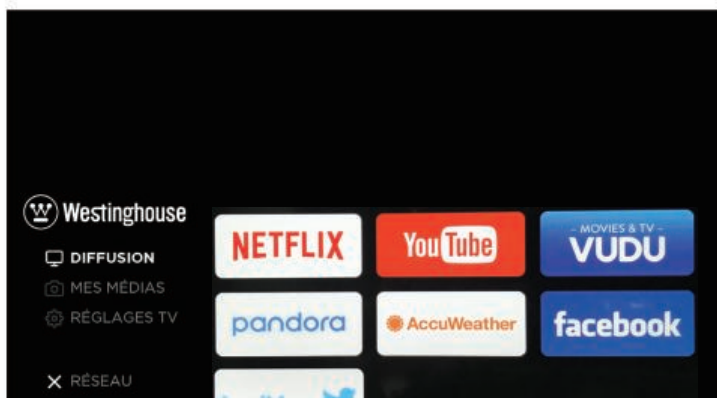 Westinghouse
DIFFUSION
MES MÉDIAS
RÉGLAGES TV
RÉSEAU
NETFLIX
YouTube
- MOVIES & TV -
VUDU
pandora
AccuWeather
facebook